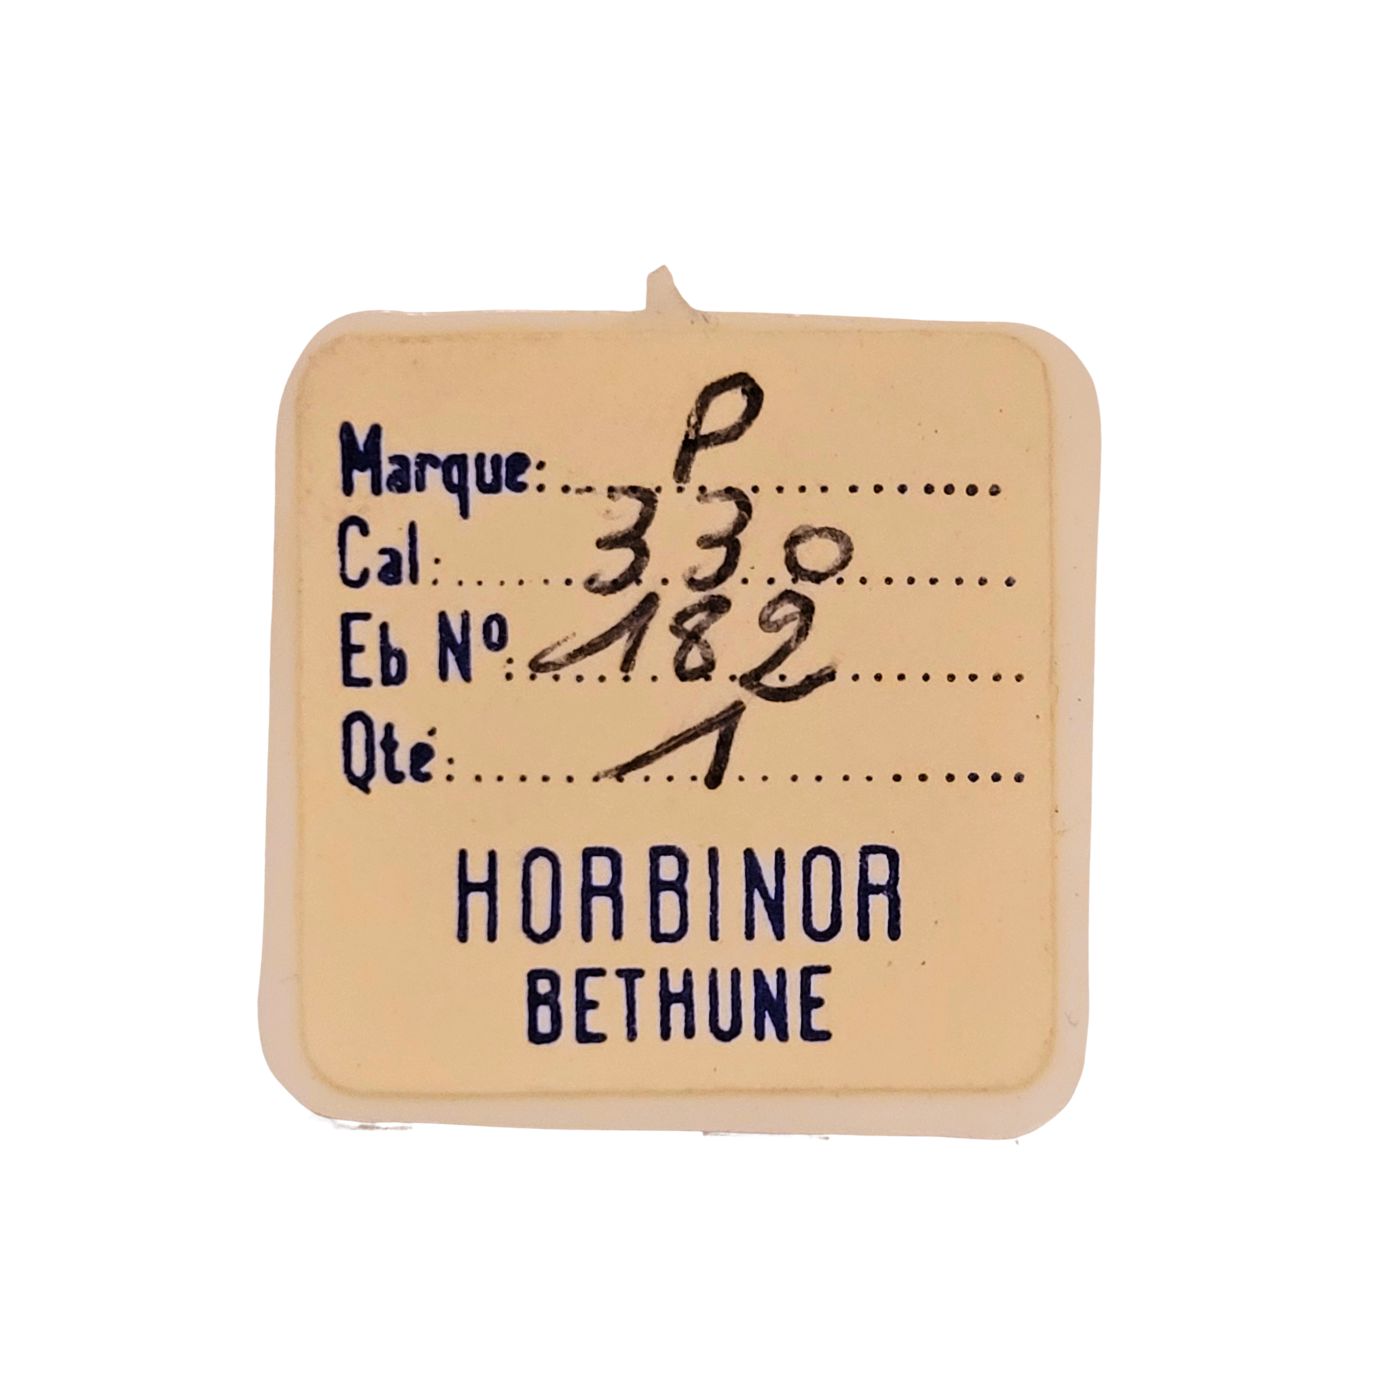 Marque: P
Cal: 330
Eb Nº: 182
Qté: 1
HORBINOR
BETHUNE